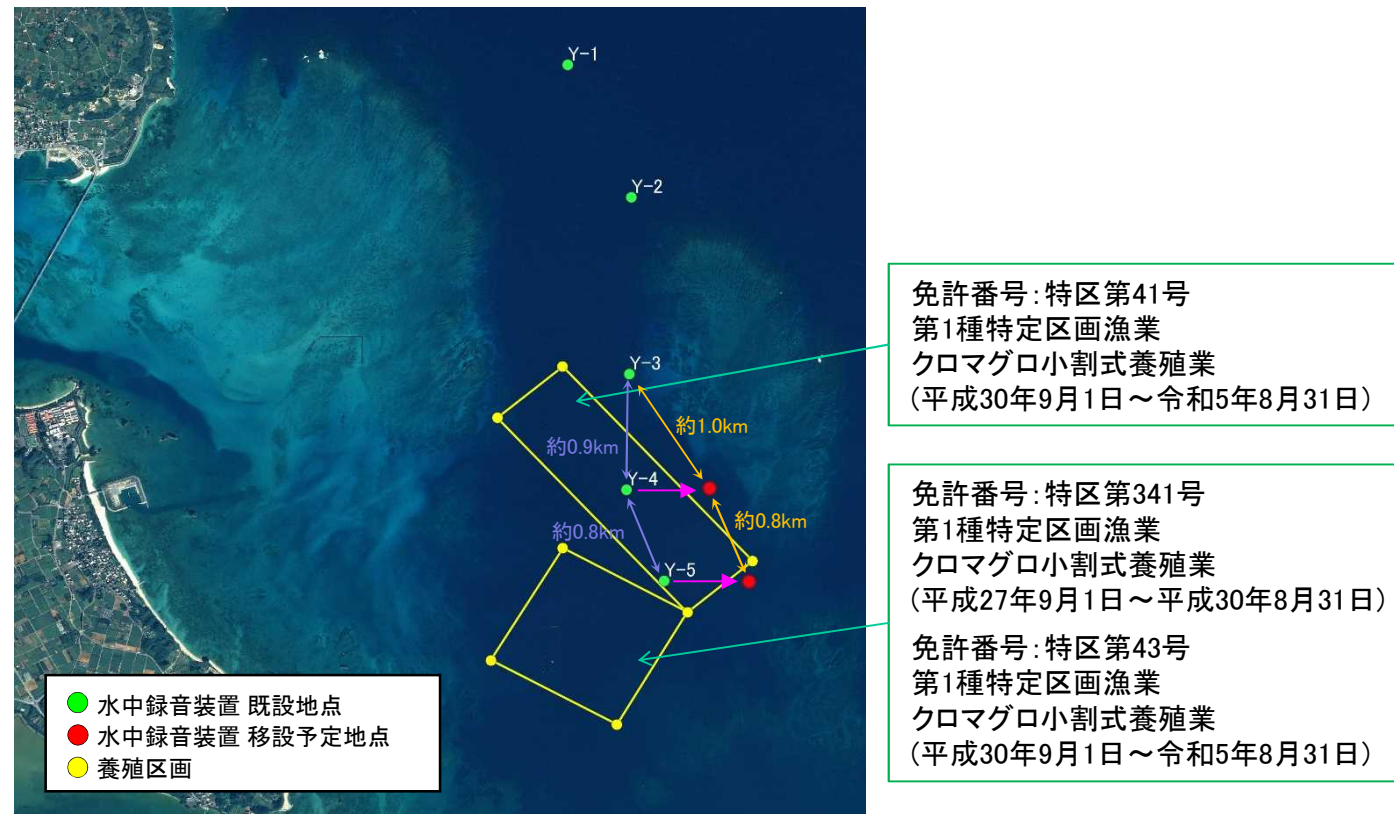 Y-1
Y-2
Y-3
約1.0km
約0.9km
Y-4
約0.8km
約0.8km
Y-5
水中録音装置 既設地点
水中録音装置 移設予定地点
養殖区画
免許番号:特区第41号
第1種特定区画漁業
クロマグロ小割式養殖業
(平成30年9月1日～令和5年8月31日)
免許番号:特区第341号
第1種特定区画漁業
クロマグロ小割式養殖業
(平成27年9月1日～平成30年8月31日)
免許番号:特区第43号
第1種特定区画漁業
クロマグロ小割式養殖業
(平成30年9月1日～令和5年8月31日)